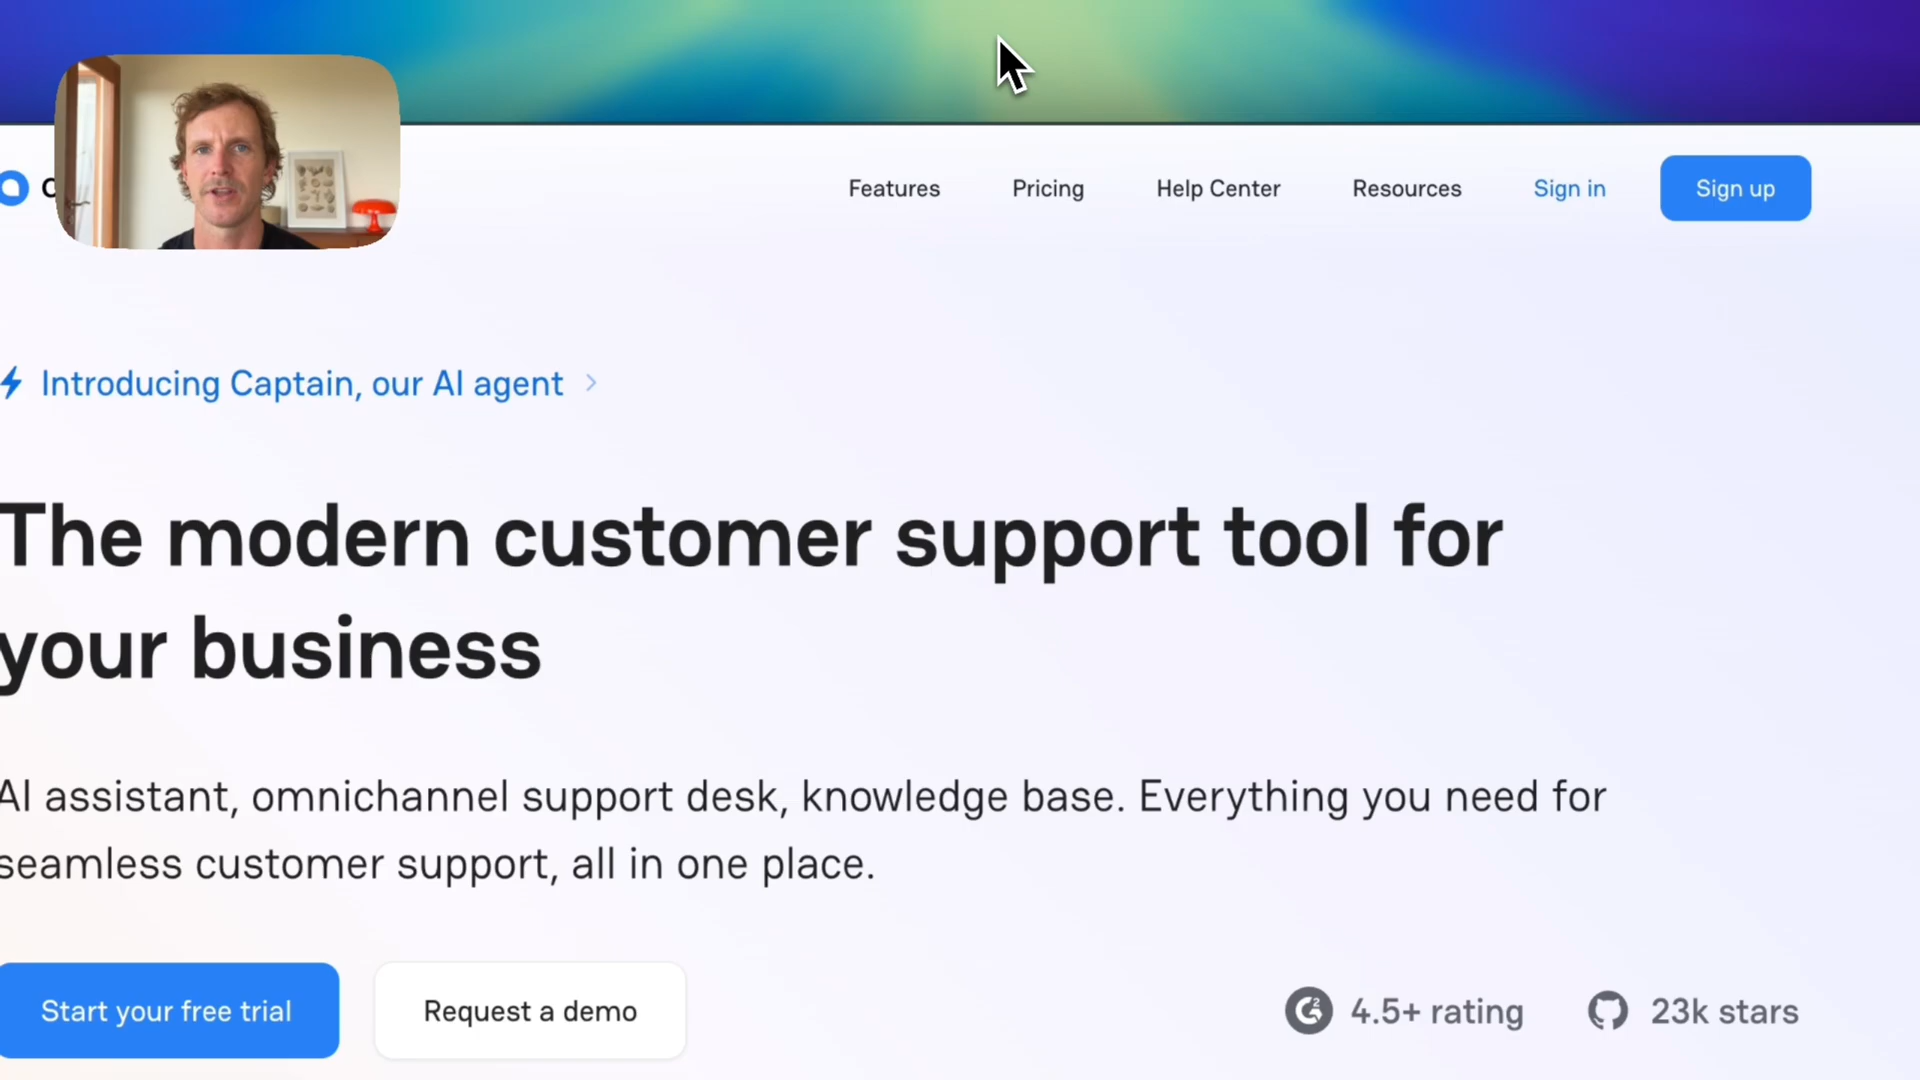 Features Pricing Help Center Resources Sign in Sign up
Introducing Captain, our AI agent
The modern customer support tool for
your business
AI assistant, omnichannel support desk, knowledge base. Everything you need for
seamless customer support, all in one place.
Start your free trial Request a demo 4.5+ rating 23k stars